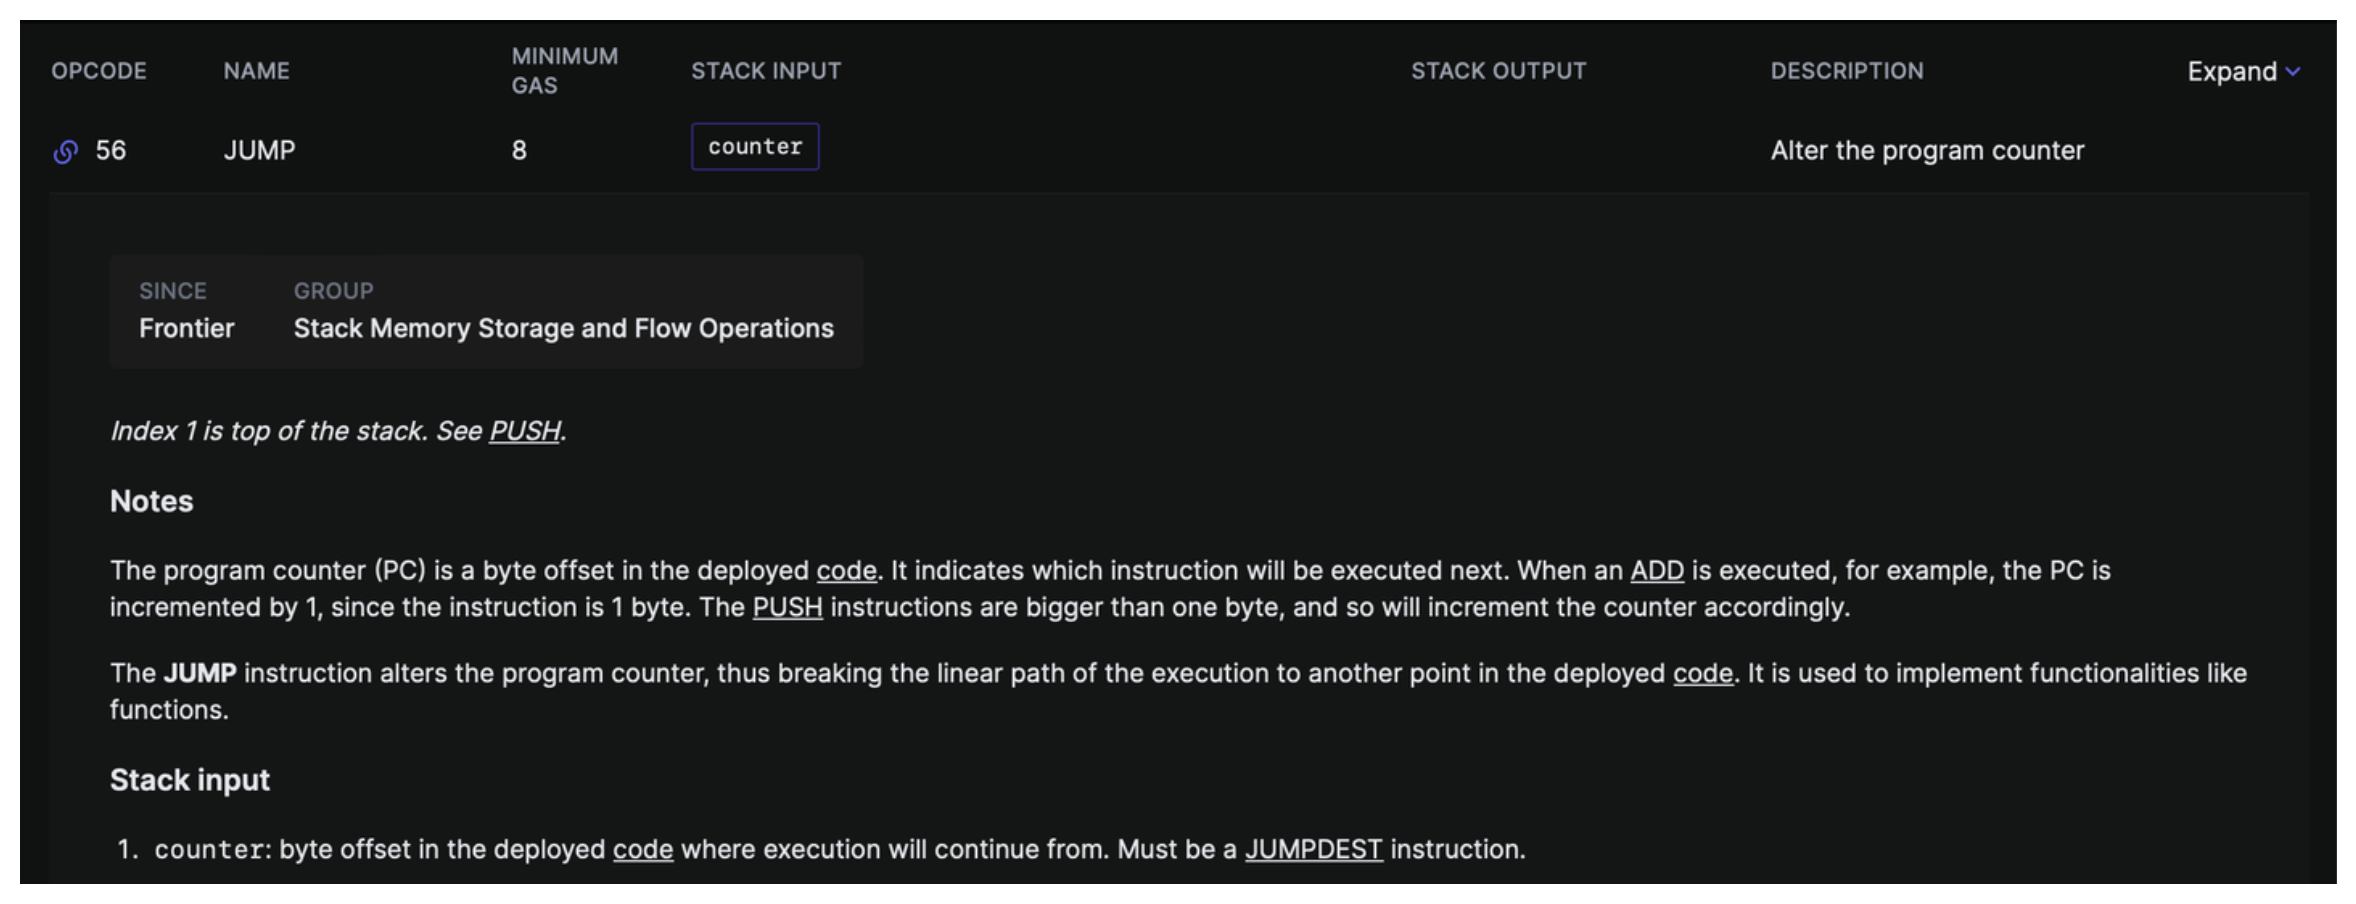 OPCODE NAME MINIMUM GAS STACK INPUT STACK OUTPUT DESCRIPTION Expand
56 JUMP 8 counter Alter the program counter
SINCE GROUP
Frontier Stack Memory Storage and Flow Operations
Index 1 is top of the stack. See PUSH.
Notes
The program counter (PC) is a byte offset in the deployed code. It indicates which instruction will be executed next. When an ADD is executed, for example, the PC is
incremented by 1, since the instruction is 1 byte. The PUSH instructions are bigger than one byte, and so will increment the counter accordingly.
The JUMP instruction alters the program counter, thus breaking the linear path of the execution to another point in the deployed code. It is used to implement functionalities like
functions.
Stack input
1. counter: byte offset in the deployed code where execution will continue from. Must be a JUMPDEST instruction.